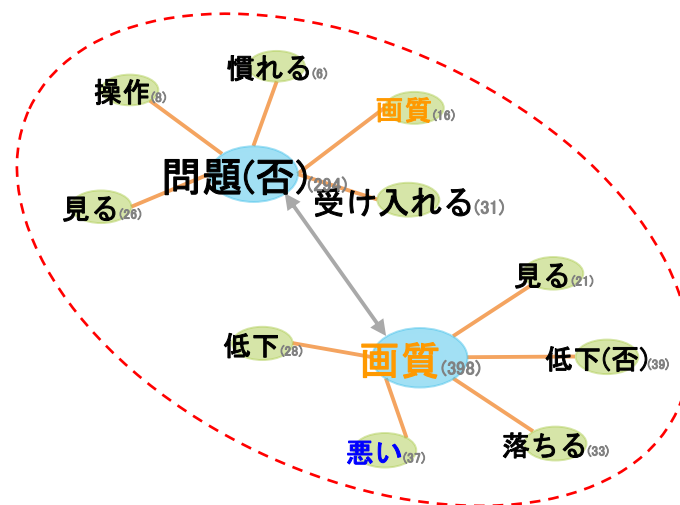 慣れる(6)
操作(8)
画質(16)
問題(否)(294)
見る(26)
受け入れる(31)
見る(21)
低下(28)
画質(398)
低下(否)(39)
悪い(37)
落ちる(33)